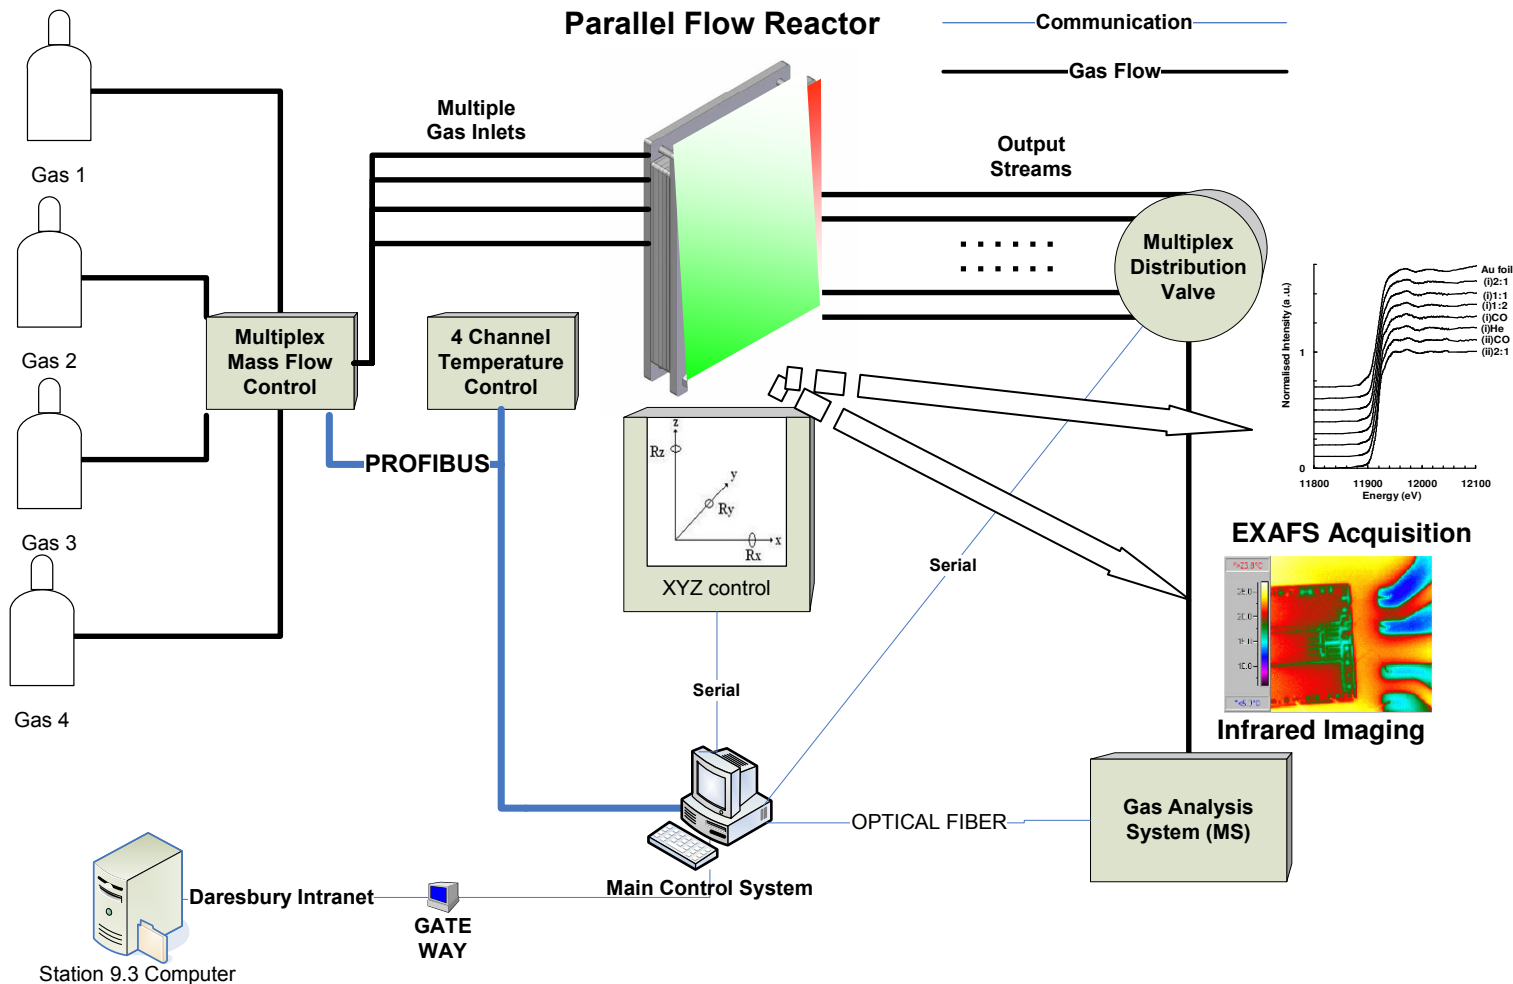 Parallel Flow Reactor
Communication
Gas Flow
Multiple
Gas Inlets
Output
Streams
Gas 1
Gas 2
Gas 3
Gas 4
Multiplex
Mass Flow
Control
4 Channel
Temperature
Control
PROFIBUS
Multiplex
Distribution
Valve
z
Rz
y
Ry
x
Rx
XYZ control
Serial
Serial
Normalised Intensity (a .u.)
1
0
11800
11900
12000
12100
Energy (eV)
Au foil
(i)2:1
(i)1:1
(i)1:2
(i)CO
(i)He
(ii)CO
(ii)2:1
EXAFS Acquisition
Infrared Imaging
Gas Analysis
System (MS)
OPTICAL FIBER
Main Control System
Daresbury Intranet
GATE
WAY
Station 9.3 Computer